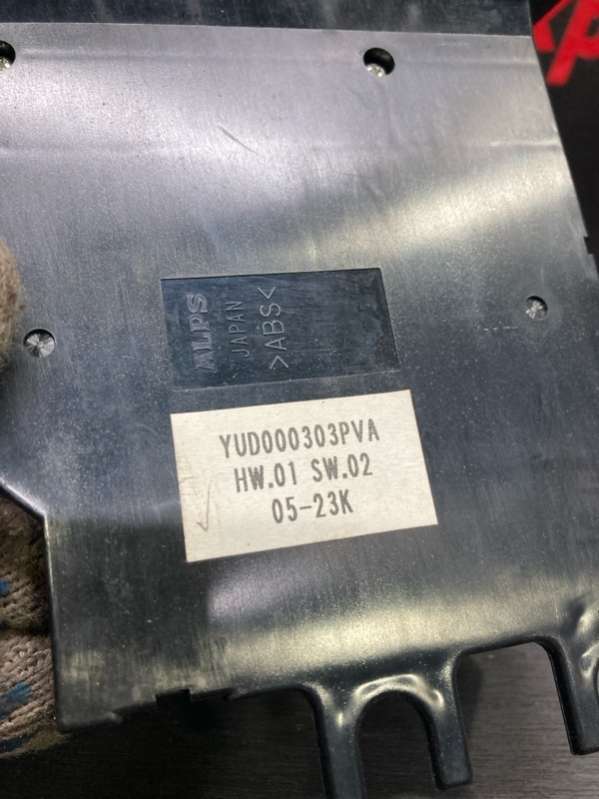 ALPS
JAPAN
>ABS<
YUD000303PVA
HW.01 SW.02
05-23K